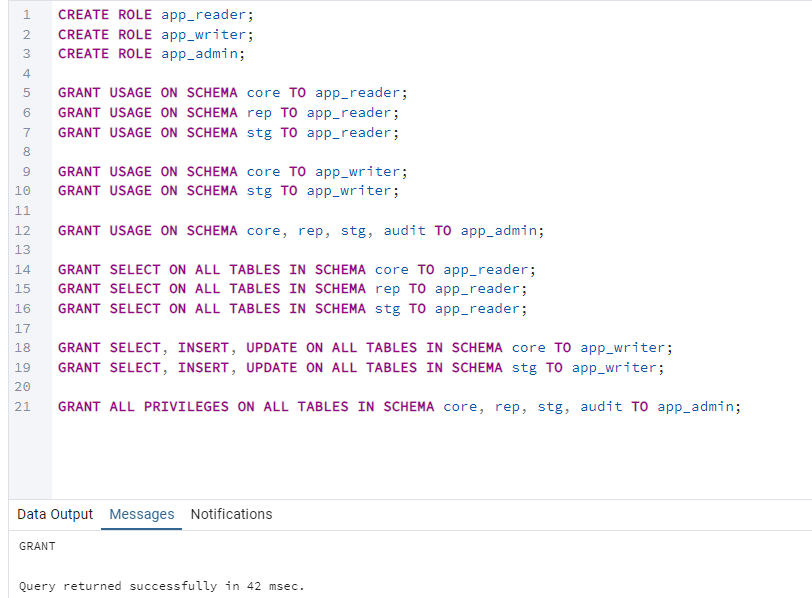 1 CREATE ROLE app_reader;
2 CREATE ROLE app_writer;
3 CREATE ROLE app_admin;
4
5 GRANT USAGE ON SCHEMA core TO app_reader;
6 GRANT USAGE ON SCHEMA rep TO app_reader;
7 GRANT USAGE ON SCHEMA stg TO app_reader;
8
9 GRANT USAGE ON SCHEMA core TO app_writer;
10 GRANT USAGE ON SCHEMA stg TO app_writer;
11
12 GRANT USAGE ON SCHEMA core, rep, stg, audit TO app_admin;
13
14 GRANT SELECT ON ALL TABLES IN SCHEMA core TO app_reader;
15 GRANT SELECT ON ALL TABLES IN SCHEMA rep TO app_reader;
16 GRANT SELECT ON ALL TABLES IN SCHEMA stg TO app_reader;
17
18 GRANT SELECT, INSERT, UPDATE ON ALL TABLES IN SCHEMA core TO app_writer;
19 GRANT SELECT, INSERT, UPDATE ON ALL TABLES IN SCHEMA stg TO app_writer;
20
21 GRANT ALL PRIVILEGES ON ALL TABLES IN SCHEMA core, rep, stg, audit TO app_admin;
Data Output Messages Notifications
GRANT
Query returned successfully in 42 msec.